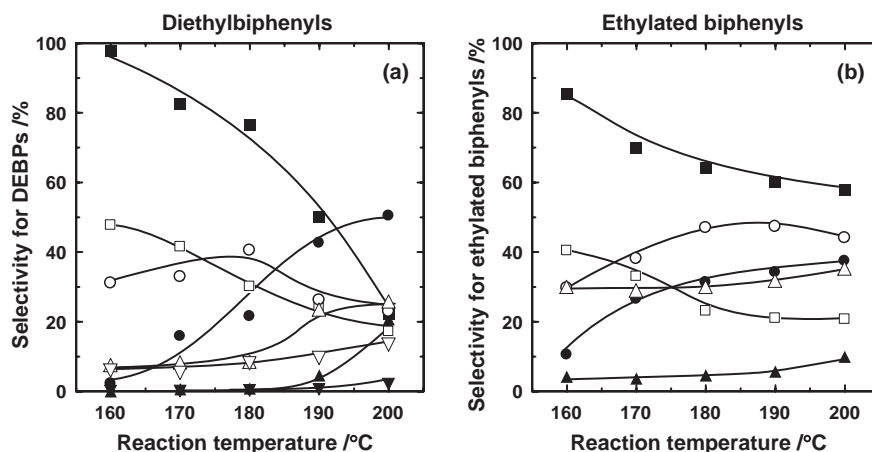 Diethylbiphenyls
Selectivity for DEBPs /%
100
80
60
40
20
0
(a)
160 170 180 190 200
Reaction temperature /°C
Ethylated biphenyls
Selectivity for ethylated biphenyls /%
100
80
60
40
20
0
(b)
160 170 180 190 200
Reaction temperature /°C